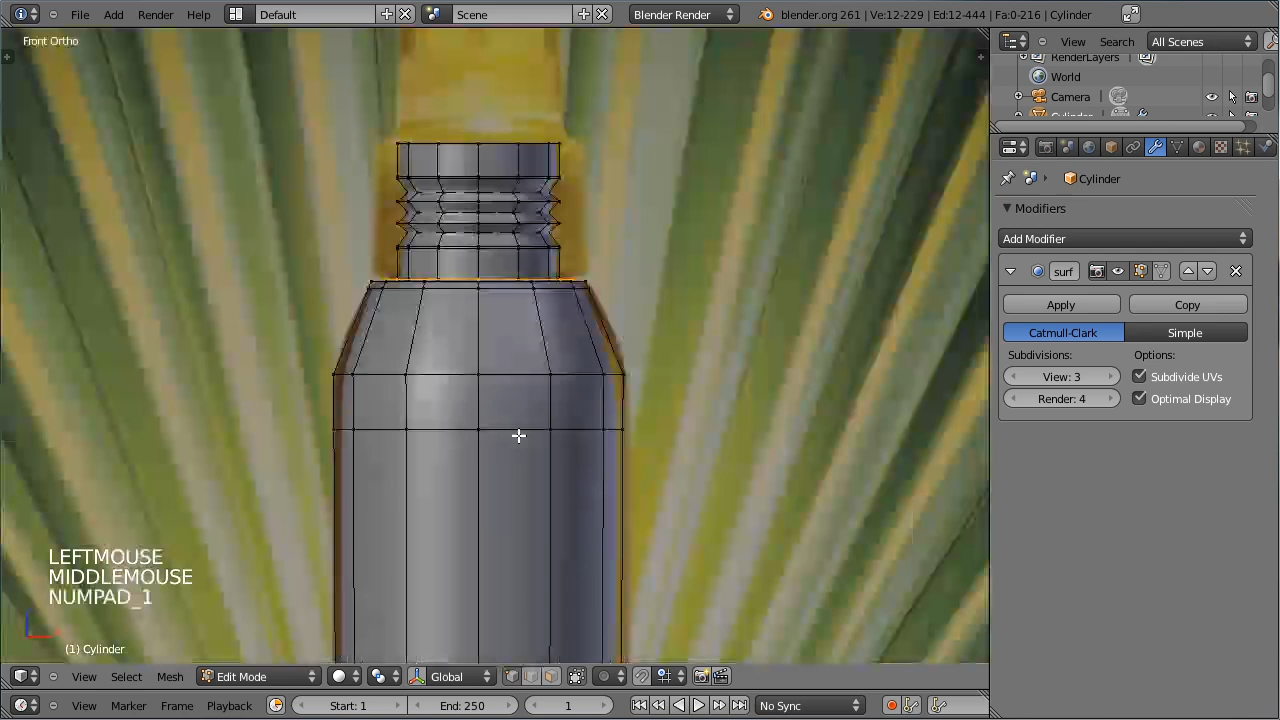 File Add Render Help Default Scene Blender Render blender.org 261 | Ve:12-229 | Ed:12-444 | Fa:0-216 | Cylinder
Front Ortho
View Search All Scenes
RenderLayers
World
Camera
Cylinder
Cylinder
Modifiers
Add Modifier
surf
Apply Copy
Catmull-Clark Simple
Subdivisions: Options:
View: 3 Subdivide UVs
Render: 4 Optimal Display
LEFTMOUSE
MIDDLEMOUSE
NUMPAD_1
(1) Cylinder
View Select Mesh Edit Mode Global
View Marker Frame Playback Start: 1 End: 250 1 No Sync